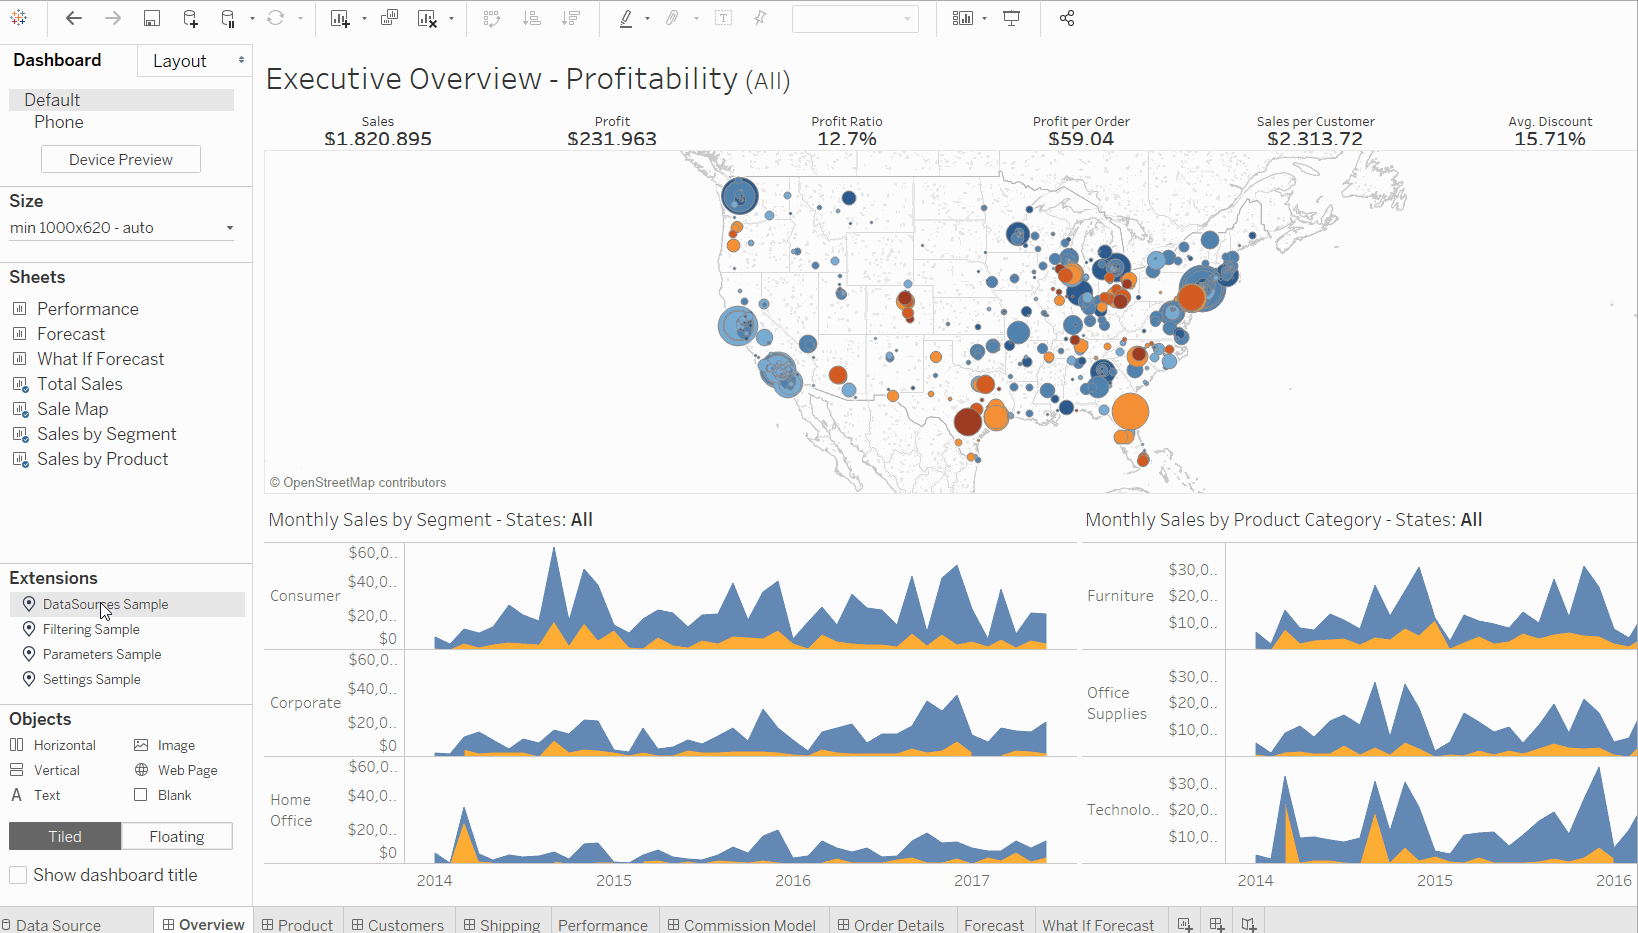 Dashboard
Layout
Default
Phone
Device Preview
Size
min 1000x620 - auto
Sheets
Performance
Forecast
What If Forecast
Total Sales
Sale Map
Sales by Segment
Sales by Product
Extensions
DataSources Sample
Filtering Sample
Parameters Sample
Settings Sample
Objects
Horizontal
Image
Vertical
Web Page
A Text
Blank
Tiled
Floating
Show dashboard title
Executive Overview - Profitability (All)
Sales
$1,820,895
Profit
$231,963
Profit Ratio
12.7%
Profit per Order
$59.04
Sales per Customer
$2,313.72
Avg. Discount
15.71%
© OpenStreetMap contributors
Monthly Sales by Segment - States: All
Consumer
$60,0..
$40,0..
$20,0..
$0
Corporate
$60,0..
$40,0..
$20,0..
$0
Home
Office
$60,0..
$40,0..
$20,0..
$0
2014 2015 2016 2017
Monthly Sales by Product Category - States: All
Furniture
$30,0..
$20,0..
$10,0..
Office
Supplies
$30,0..
$20,0..
$10,0..
Technolo..
$30,0..
$20,0..
$10,0..
2014 2015 2016
Data Source
Overview
Product
Customers
Shipping
Performance
Commission Model
Order Details
Forecast
What If Forecast